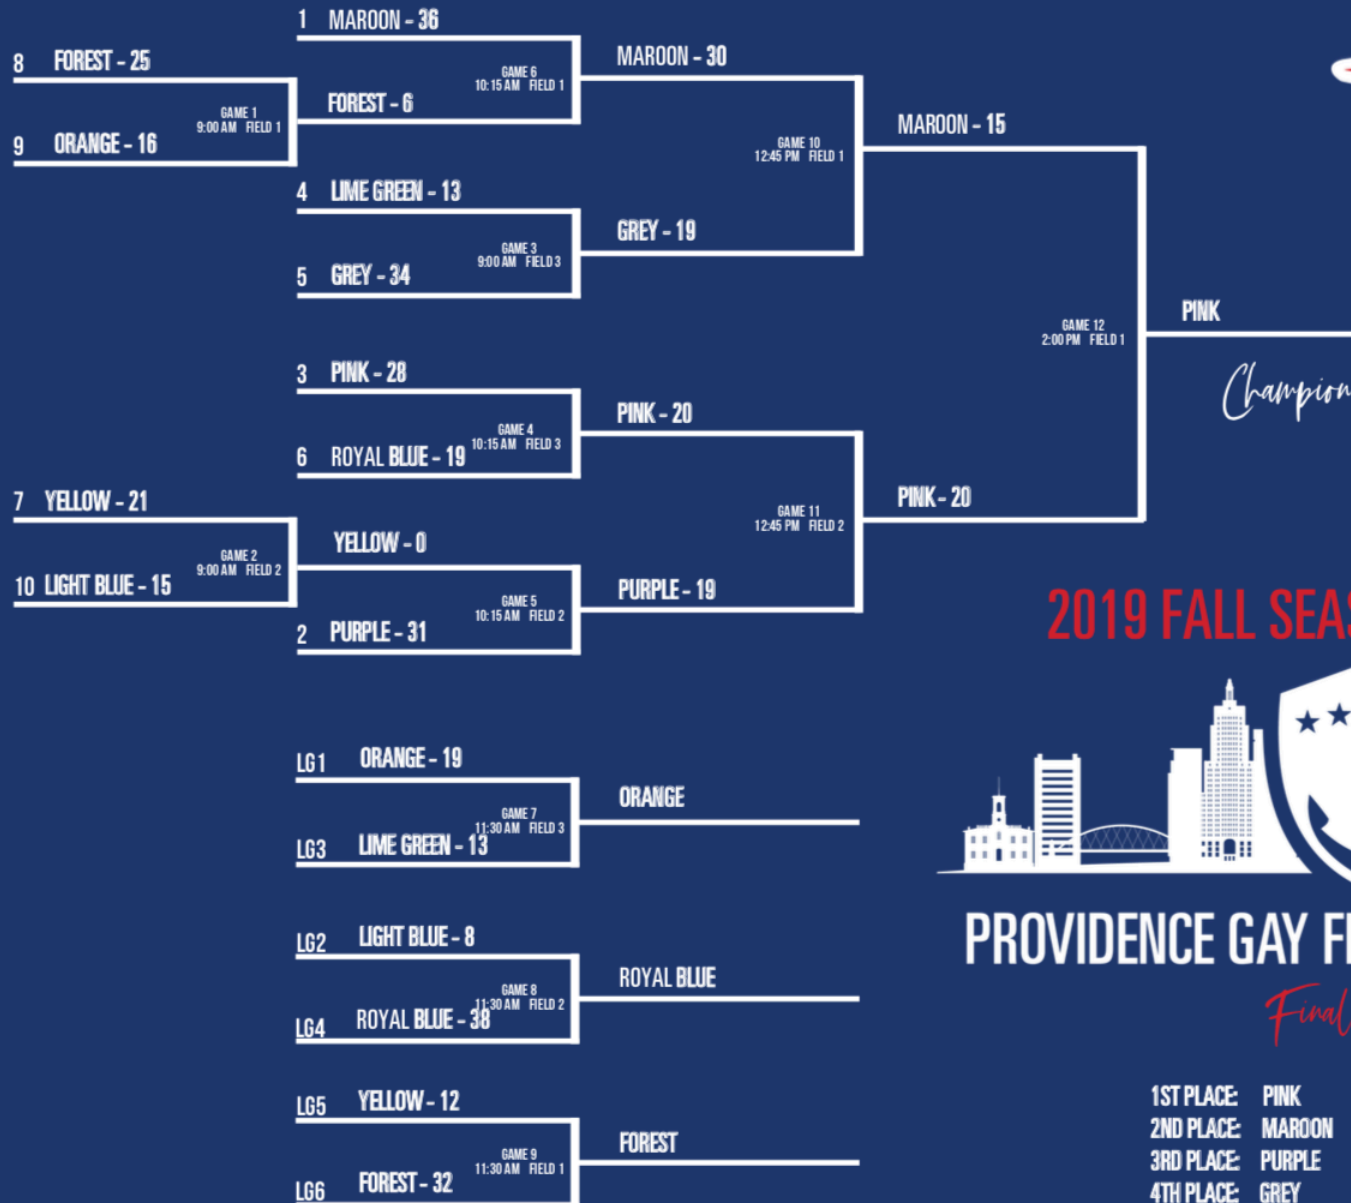 1 MAROON - 36
8 FOREST - 25
GAME 1
9:00 AM FIELD 1
9 ORANGE - 16
FOREST - 6
GAME 6
10:15 AM FIELD 1
MAROON - 30
4 LIME GREEN - 13
GAME 3
9:00 AM FIELD 3
5 GREY - 34
GREY - 19
GAME 10
12:45 PM FIELD 1
MAROON - 15
3 PINK - 28
GAME 4
10:15 AM FIELD 3
6 ROYAL BLUE - 19
PINK - 20
7 YELLOW - 21
GAME 2
9:00 AM FIELD 2
10 LIGHT BLUE - 15
YELLOW - 0
GAME 5
10:15 AM FIELD 2
2 PURPLE - 31
PURPLE - 19
GAME 11
12:45 PM FIELD 2
PINK - 20
GAME 12
2:00 PM FIELD 1
PINK
Champion
LG1 ORANGE - 19
GAME 7
11:30 AM FIELD 3
LG3 LIME GREEN - 13
ORANGE
LG2 LIGHT BLUE - 8
GAME 8
11:30 AM FIELD 2
LG4 ROYAL BLUE - 38
ROYAL BLUE
LG5 YELLOW - 12
GAME 9
11:30 AM FIELD 1
LG6 FOREST - 32
FOREST
2019 FALL SEAS
PROVIDENCE GAY F
Final
1ST PLACE: PINK
2ND PLACE: MAROON
3RD PLACE: PURPLE
4TH PLACE: GREY